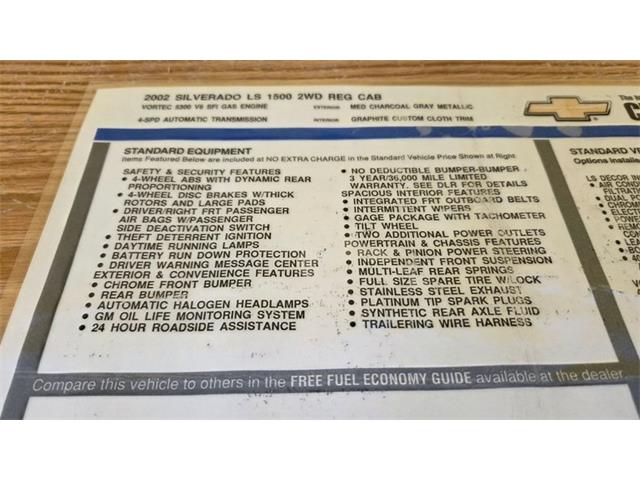 2002 SILVERADO LS 1500 2WD REG CAB
VORTEC 5300 V8 SFI GAS ENGINE
EXTERIOR MED CHARCOAL GRAY METALLIC
4-SPD AUTOMATIC TRANSMISSION
INTERIOR GRAPHITE CUSTOM CLOTH TRIM
The
STANDARD EQUIPMENT
Items Featured Below are included at NO EXTRA CHARGE in the Standard Vehicle Price Shown at Right.
SAFETY & SECURITY FEATURES
• 4-WHEEL ABS WITH DYNAMIC REAR
PROPORTIONING
• 4-WHEEL DISC BRAKES W/THICK
ROTORS AND LARGE PADS
• DRIVER/RIGHT FRT PASSENGER
AIR BAGS W/PASSENGER
SIDE DEACTIVATION SWITCH
• THEFT DETERRENT IGNITION
• DAYTIME RUNNING LAMPS
• BATTERY RUN DOWN PROTECTION
• DRIVER WARNING MESSAGE CENTER
EXTERIOR & CONVENIENCE FEATURES
• CHROME FRONT BUMPER
• REAR BUMPER
• AUTOMATIC HALOGEN HEADLAMPS
• GM OIL LIFE MONITORING SYSTEM
• 24 HOUR ROADSIDE ASSISTANCE
• NO DEDUCTIBLE BUMPER-BUMPER
3 YEAR/36,000 MILE LIMITED
WARRANTY. SEE DLR FOR DETAILS
SPACIOUS INTERIOR FEATURES
• INTEGRATED FRT OUTBOARD BELTS
• INTERMITTENT WIPERS
• GAGE PACKAGE WITH TACHOMETER
• TILT WHEEL
• TWO ADDITIONAL POWER OUTLETS
POWERTRAIN & CHASSIS FEATURES
• RACK & PINION POWER STEERING
• INDEPENDENT FRONT SUSPENSION
• MULTI-LEAF REAR SPRINGS
• FULL SIZE SPARE TIRE W/LOCK
• STAINLESS STEEL EXHAUST
• PLATINUM TIP SPARK PLUGS
• SYNTHETIC REAR AXLE FLUID
• TRAILERING WIRE HARNESS
STANDARD
Options
LS DECOR
• AIR
• DUAL
• CHROME
Compare this vehicle to others in the FREE FUEL ECONOMY GUIDE available at the dealer.